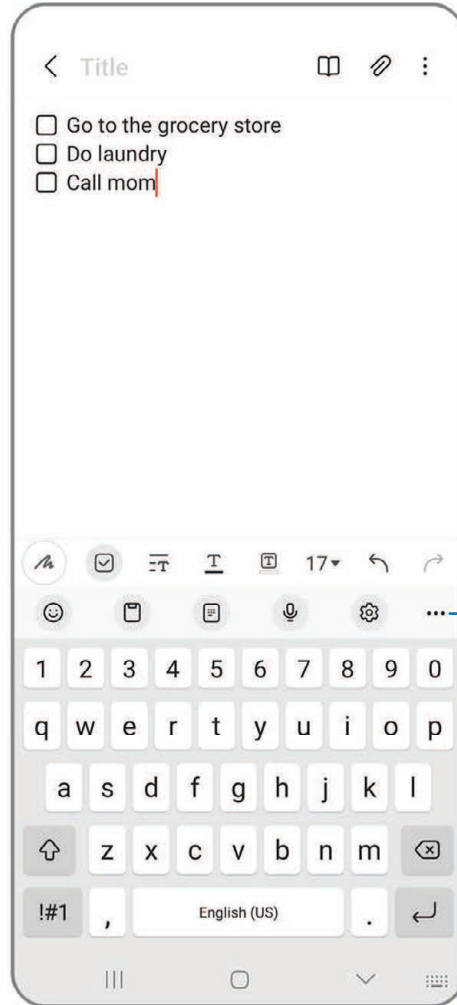 Title
Go to the grocery store
Do laundry
Call mom
17
1 2 3 4 5 6 7 8 9 0
q w e r t y u i o p
a s d f g h j k l
z x c v b n m
!#1 , English (US) .